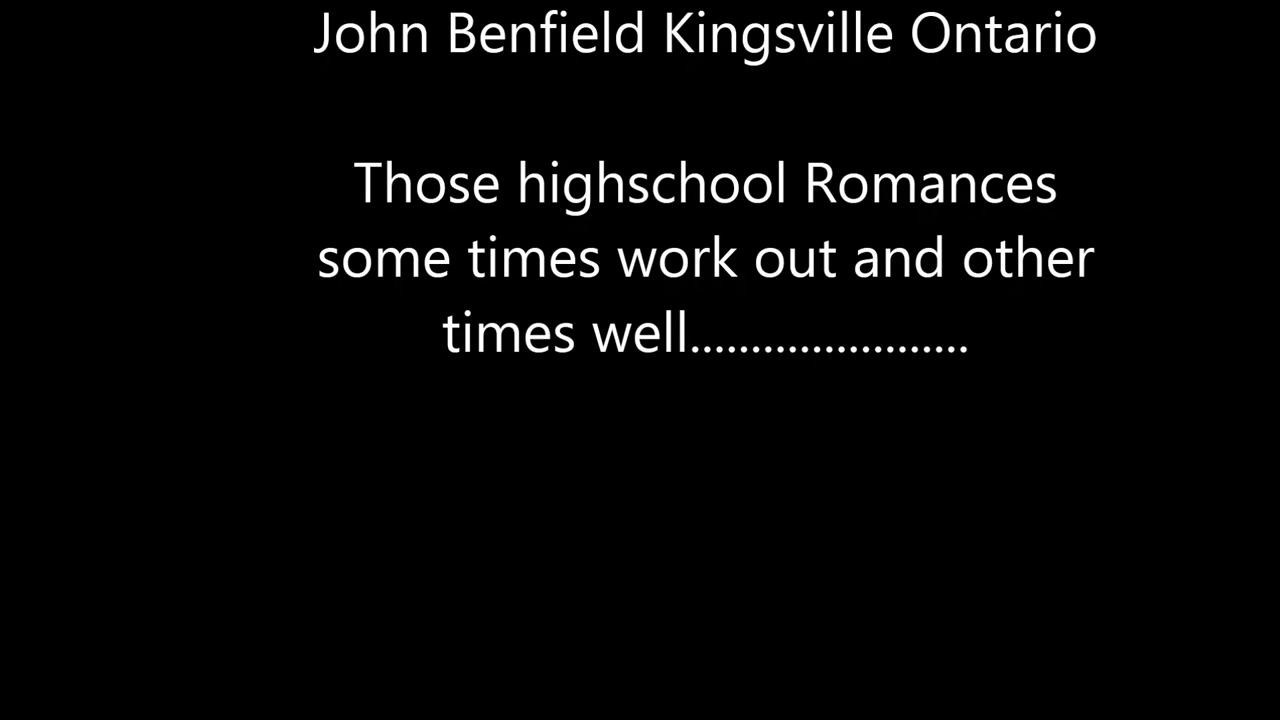 John Benfield Kingsville Ontario
Those highschool Romances
some times work out and other
times well.......................